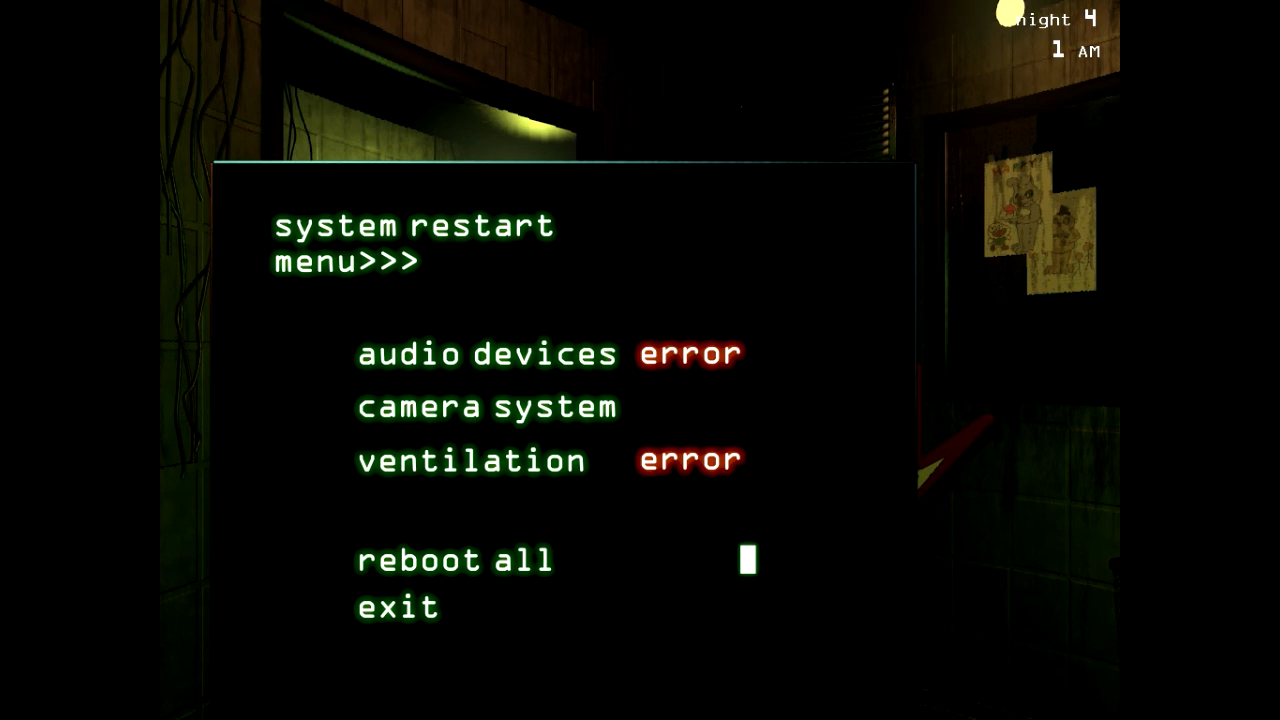 night 4
1 AM
system restart
menu>>>
audio devices error
camera system
ventilation error
reboot all
exit